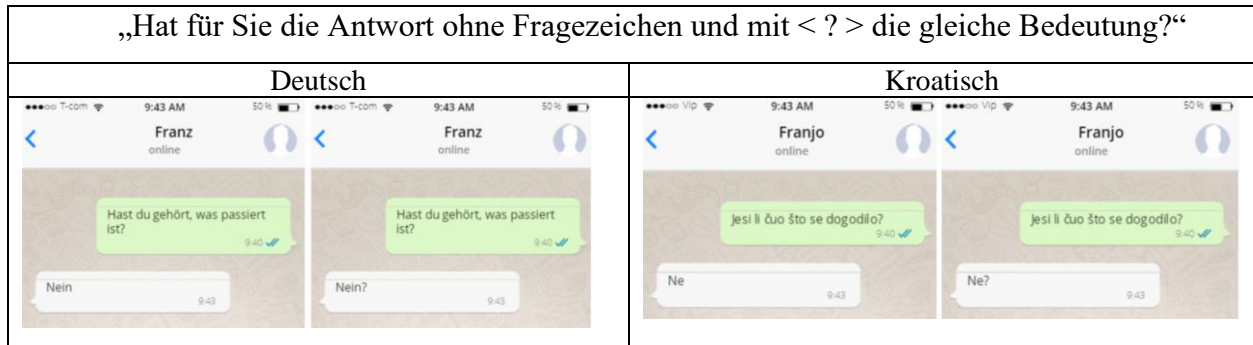 „Hat für Sie die Antwort ohne Fragezeichen und mit < ? > die gleiche Bedeutung?“
Deutsch
Kroatisch
T-com 9:43 AM 50 %
Franz
online
Hast du gehört, was passiert
ist?
9:40
Nein
9:43
T-com 9:43 AM 50 %
Franz
online
Hast du gehört, was passiert
ist?
9:40
Nein?
9:43
Vip 9:43 AM 50 %
Franjo
online
Jesi li čuo što se dogodilo?
9:40
Ne
9:43
Vip 9:43 AM 50 %
Franjo
online
Jesi li čuo što se dogodilo?
9:40
Ne?
9:43